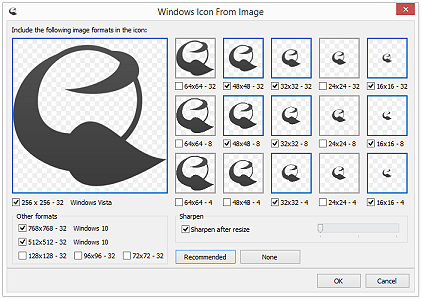 Windows Icon From Image
Include the following image formats in the icon:
64x64 - 32 48x48 - 32 32x32 - 32 24x24 - 32 16x16 - 32
64x64 - 8 48x48 - 8 32x32 - 8 24x24 - 8 16x16 - 8
64x64 - 4 48x48 - 4 32x32 - 4 24x24 - 4 16x16 - 4
256 x 256 - 32 Windows Vista
Other formats
768x768 - 32 Windows 10
512x512 - 32 Windows 10
128x128 - 32 96x96 - 32 72x72 - 32
Sharpen
Sharpen after resize
Recommended None
OK Cancel